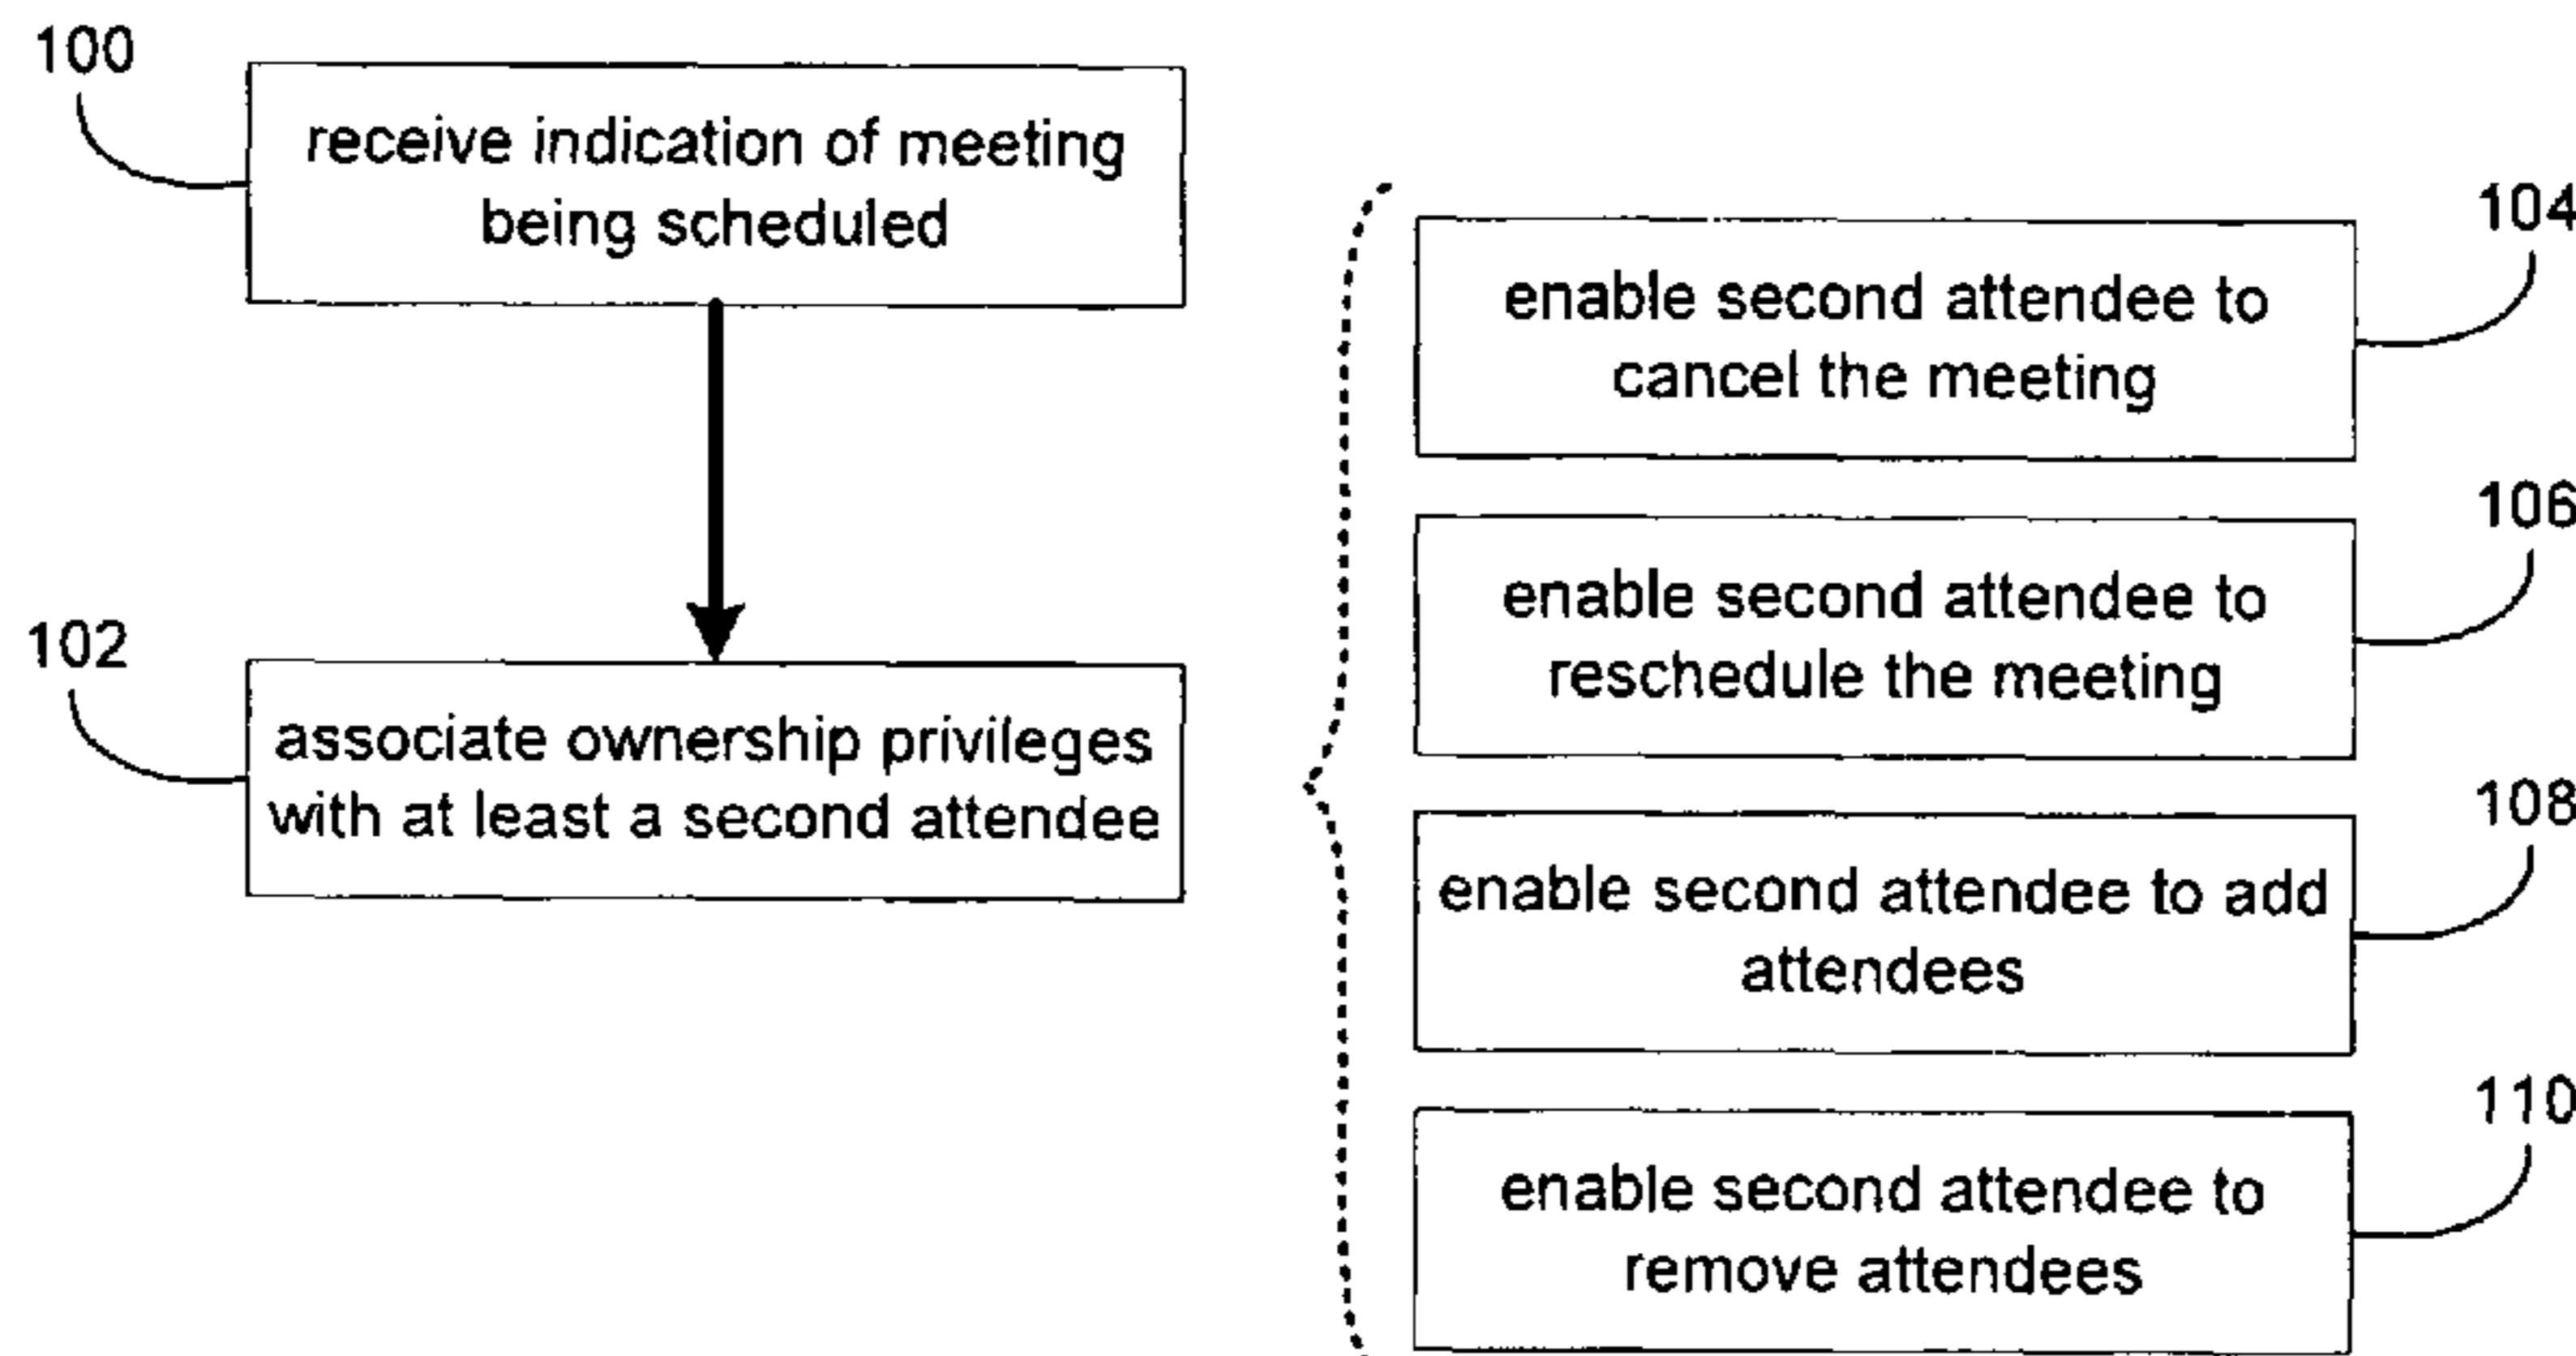 100
receive indication of meeting
being scheduled
102
associate ownership privileges
with at least a second attendee
104
enable second attendee to
cancel the meeting
106
enable second attendee to
reschedule the meeting
108
enable second attendee to add
attendees
110
enable second attendee to
remove attendees